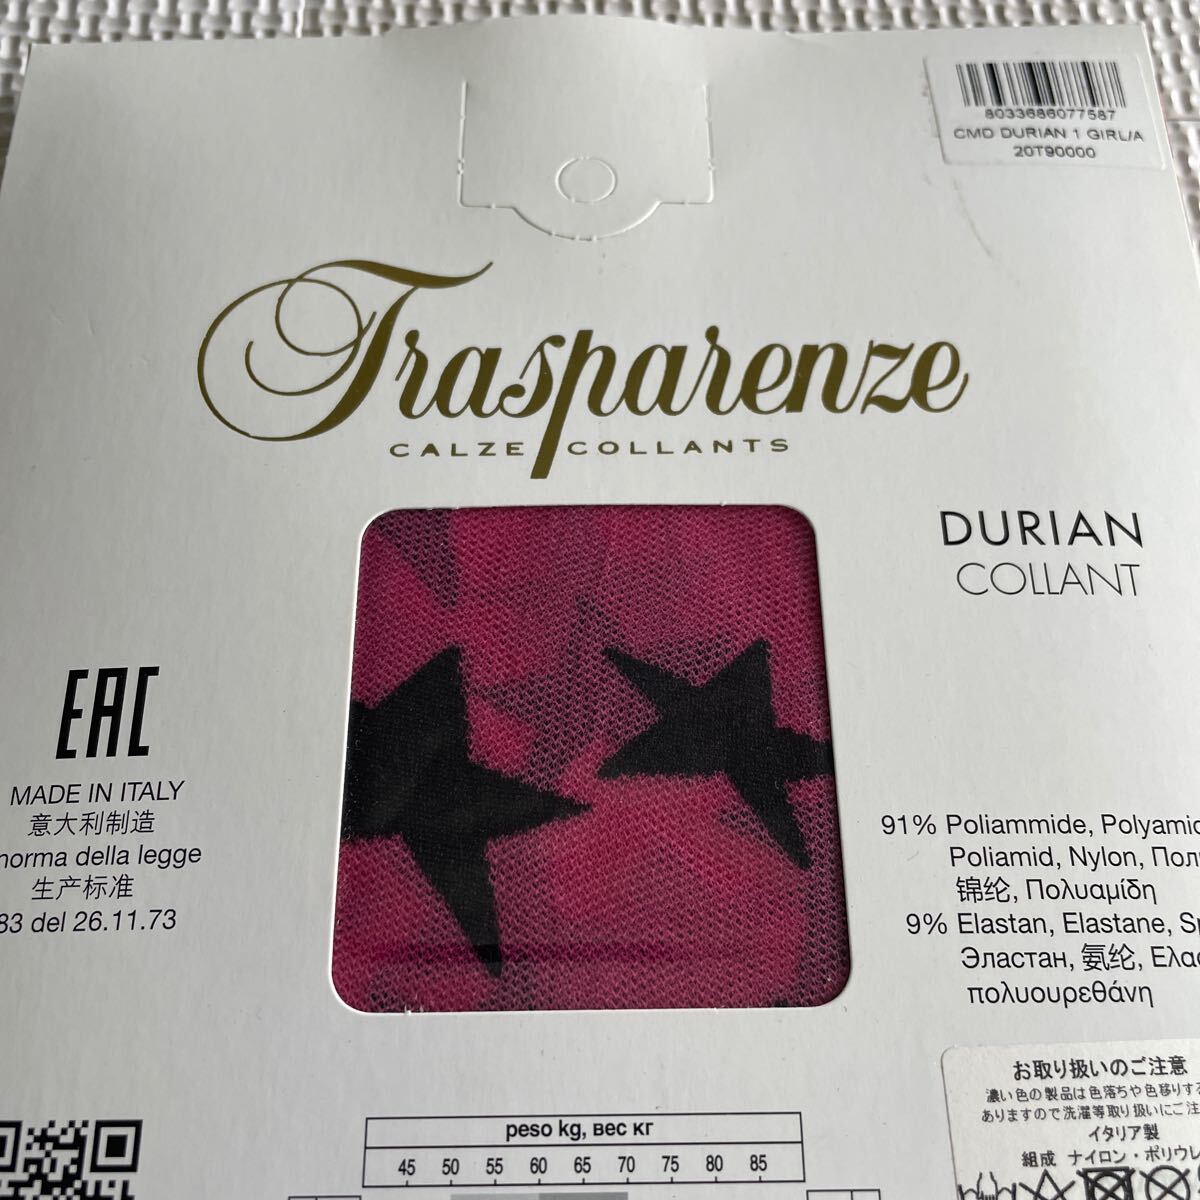 8033686077587
CMD DURIAN 1 GIRL/A
20T90000
Trasparenze
CALZE COLLANTS
DURIAN
COLLANT
EAC
MADE IN ITALY
意大利制造
norma della legge
生产标准
83 del 26.11.73
91% Poliammide, Polyamid
Poliamid, Nylon, Пол
锦纶, Πολυαμίδη
9% Elastan, Elastane, Sp
Эластан, 氨纶, Ελασ
πολυουρεθάνη
お取り扱いのご注意
濃い色の製品は色落ちや色移りする
ありますので洗濯等取り扱いにご注
イタリア製
組成 ナイロン・ポリウレ
peso kg, вес кг
45 50 55 60 65 70 75 80 85